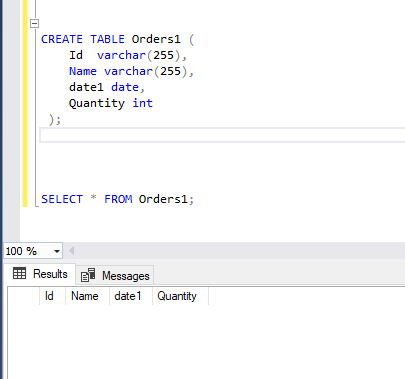 CREATE TABLE Orders1 (
Id  varchar(255),
Name varchar(255),
date1 date,
Quantity int
);
SELECT * FROM Orders1;
100 %
Results Messages
Id Name date1 Quantity